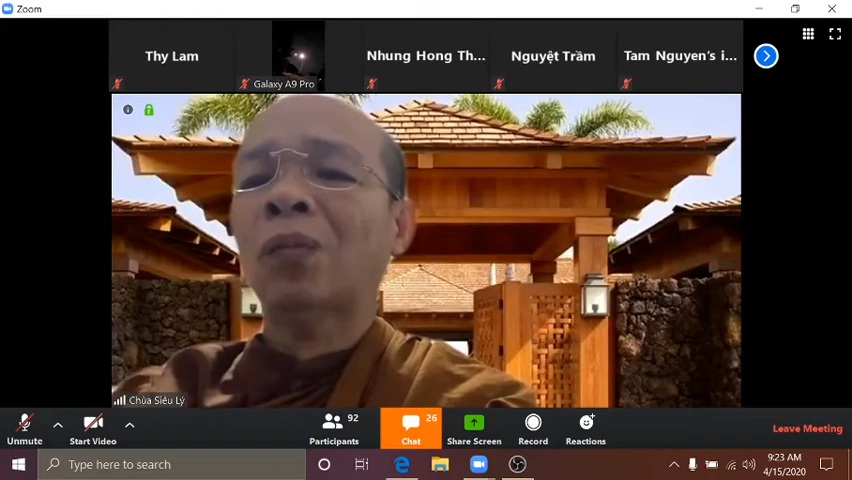 Zoom
Thy Lam
Galaxy A9 Pro
Nhung Hong Th...
Nguyệt Trầm
Tam Nguyen's i...
Chùa Siêu Lý
Unmute
Start Video
92
Participants
26
Chat
Share Screen
Record
Reactions
Leave Meeting
Type here to search
9:23 AM
4/15/2020